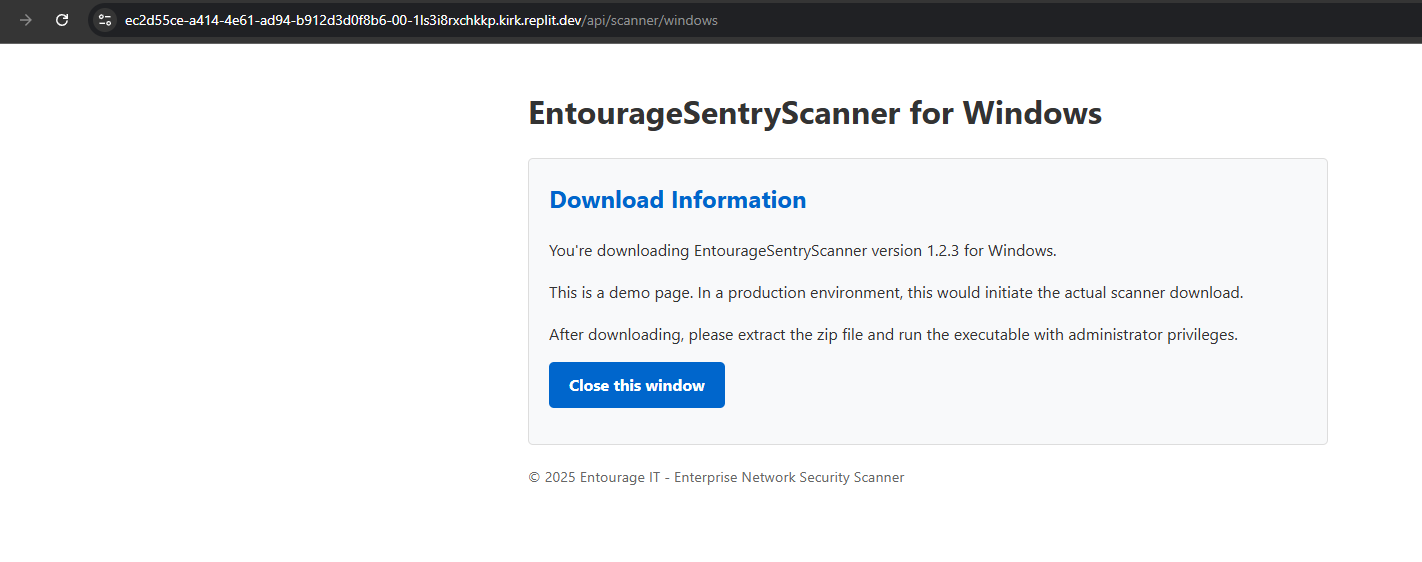 ec2d55ce-a414-4e61-ad94-b912d3d0f8b6-00-1ls3i8rxchkkp.kirk.replit.dev/api/scanner/windows
EntourageSentryScanner for Windows
Download Information
You're downloading EntourageSentryScanner version 1.2.3 for Windows.
This is a demo page. In a production environment, this would initiate the actual scanner download.
After downloading, please extract the zip file and run the executable with administrator privileges.
Close this window
© 2025 Entourage IT - Enterprise Network Security Scanner